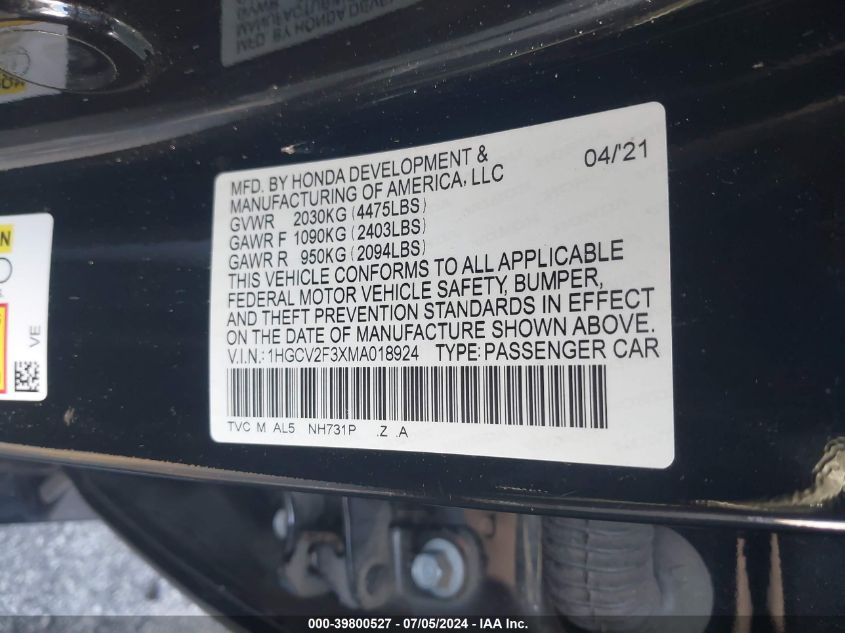 MFD. BY HONDA DEVELOPMENT & 04/'21
MANUFACTURING OF AMERICA, LLC
GVWR 2030KG (4475LBS)
GAWR F 1090KG (2403LBS)
GAWR R 950KG (2094LBS)
THIS VEHICLE CONFORMS TO ALL APPLICABLE
FEDERAL MOTOR VEHICLE SAFETY, BUMPER,
AND THEFT PREVENTION STANDARDS IN EFFECT
ON THE DATE OF MANUFACTURE SHOWN ABOVE.
V.I.N.: 1HGCV2F3XMA018924 TYPE: PASSENGER CAR
TVC M AL5 NH731P .Z .A
VE
000-39800527 - 07/05/2024 - IAA Inc.